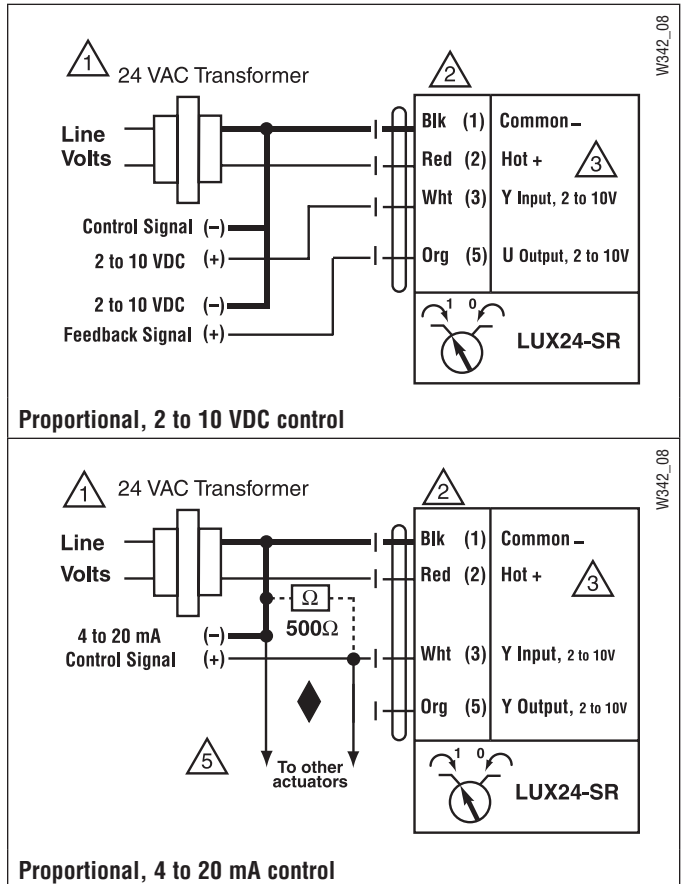 W342_08
1 24 VAC Transformer
2
Line
Volts
Blk (1) Common –
Red (2) Hot +
3
Wht (3) Y Input, 2 to 10V
Control Signal (–)
2 to 10 VDC (+)
Org (5) U Output, 2 to 10V
2 to 10 VDC (–)
Feedback Signal (+)
1 0
LUX24-SR
Proportional, 2 to 10 VDC control
W342_08
1 24 VAC Transformer
2
Line
Volts
Blk (1) Common –
Red (2) Hot +
3
Ω
500Ω
4 to 20 mA (–)
Control Signal (+)
Wht (3) Y Input, 2 to 10V
Org (5) Y Output, 2 to 10V
5
To other
actuators
1 0
LUX24-SR
Proportional, 4 to 20 mA control